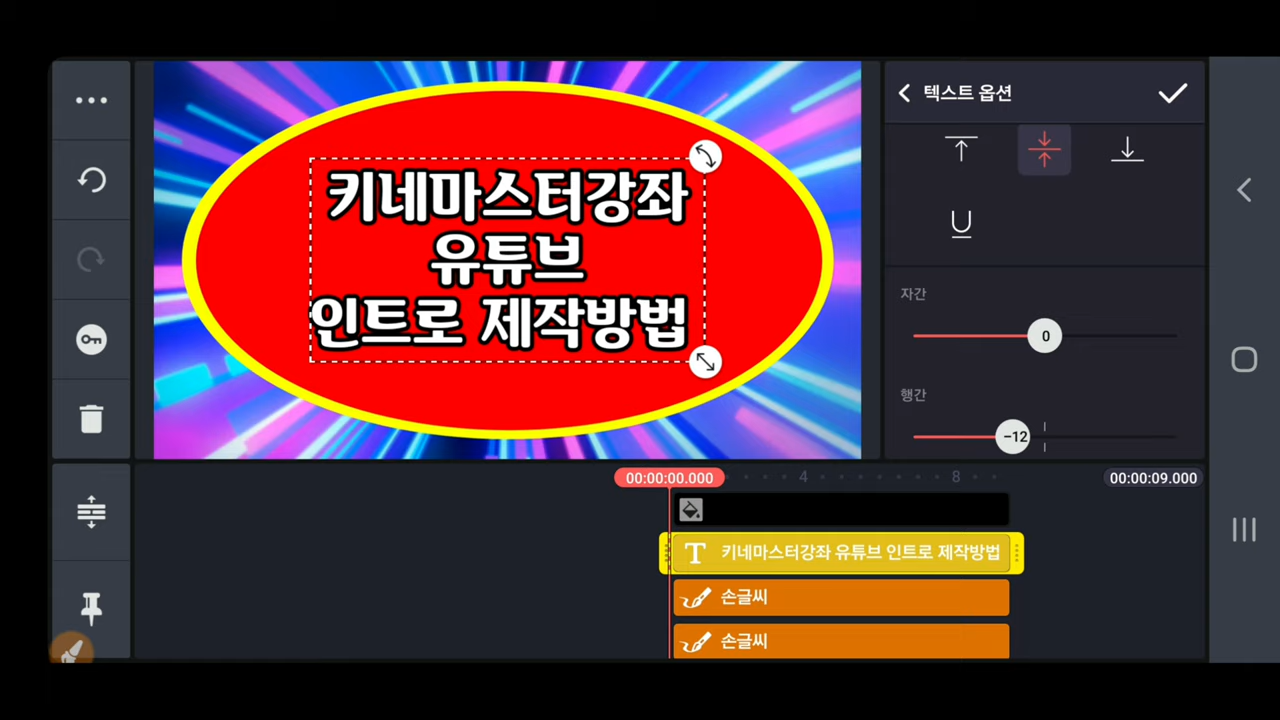 텍스트 옵션
키네마스터강좌
유튜브
인트로 제작방법
U
자간
0
행간
-12
00:00:00.000
4
8
00:00:09.000
T 키네마스터강좌 유튜브 인트로 제작방법
손글씨
손글씨